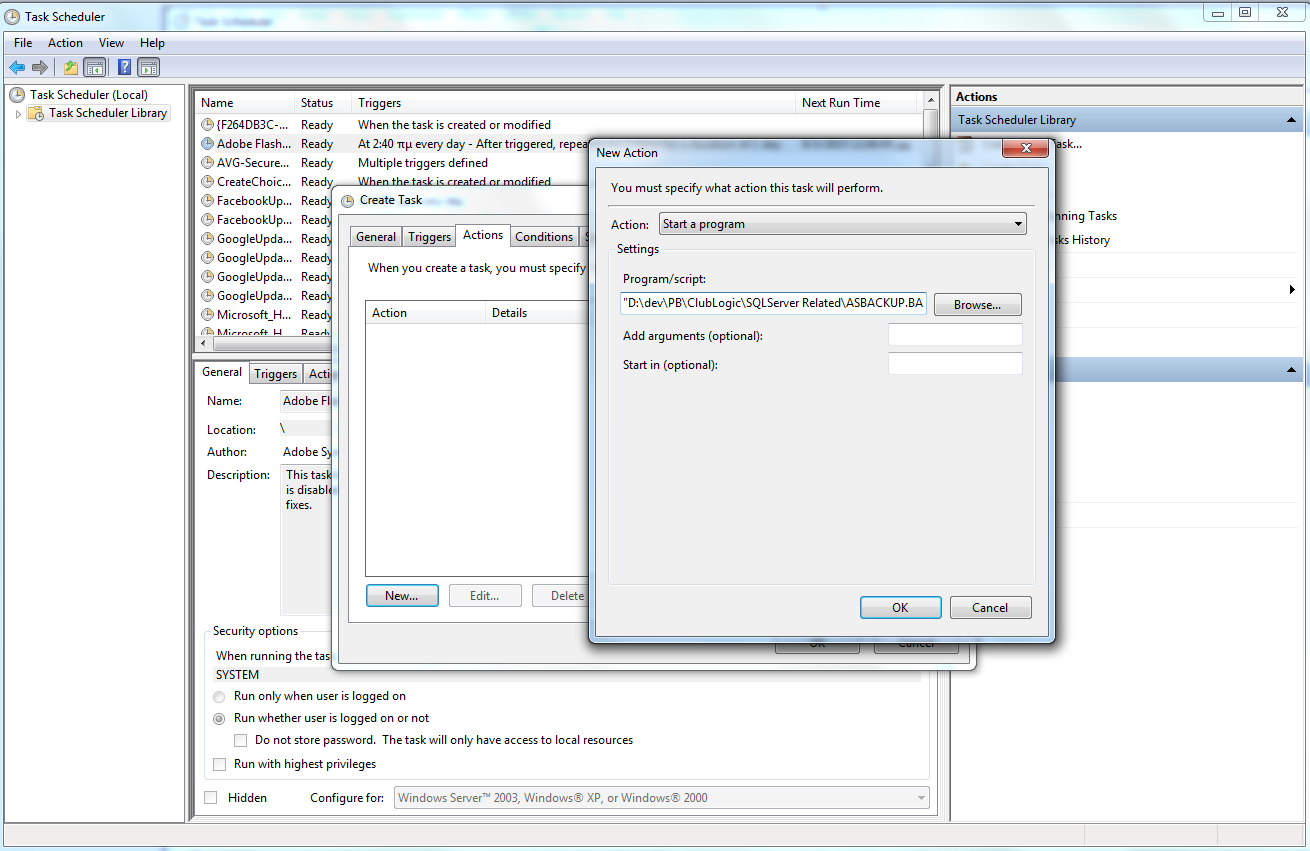 Task Scheduler
File Action View Help
Task Scheduler (Local)
Task Scheduler Library
Name Status Triggers Next Run Time
{F264DB3C-... Ready When the task is created or modified
Adobe Flash... Ready At 2:40 πμ every day - After triggered, repea
AVG-Secure... Ready Multiple triggers defined
CreateChoic... Ready When the task is created or modified
FacebookUp... Ready
FacebookUp... Ready
GoogleUpda... Ready
GoogleUpda... Ready
GoogleUpda... Ready
GoogleUpda... Ready
Microsoft_H... Ready
Microsoft_H... Ready
General Triggers Acti
Name: Adobe Fl
Location: \
Author: Adobe Sy
Description: This task
is disable
fixes.
Security options
When running the tas
SYSTEM
Run only when user is logged on
Run whether user is logged on or not
Do not store password. The task will only have access to local resources
Run with highest privileges
Hidden Configure for: Windows Server™ 2003, Windows® XP, or Windows® 2000
Create Task
General Triggers Actions Conditions S
When you create a task, you must specify
Action Details
New... Edit... Delete
OK Cancel
New Action
You must specify what action this task will perform.
Action: Start a program
Settings
Program/script:
"D:\dev\PB\ClubLogic\SQLServer Related\ASBACKUP.BA Browse...
Add arguments (optional):
Start in (optional):
OK Cancel
Actions
Task Scheduler Library
sk...
nning Tasks
ks History